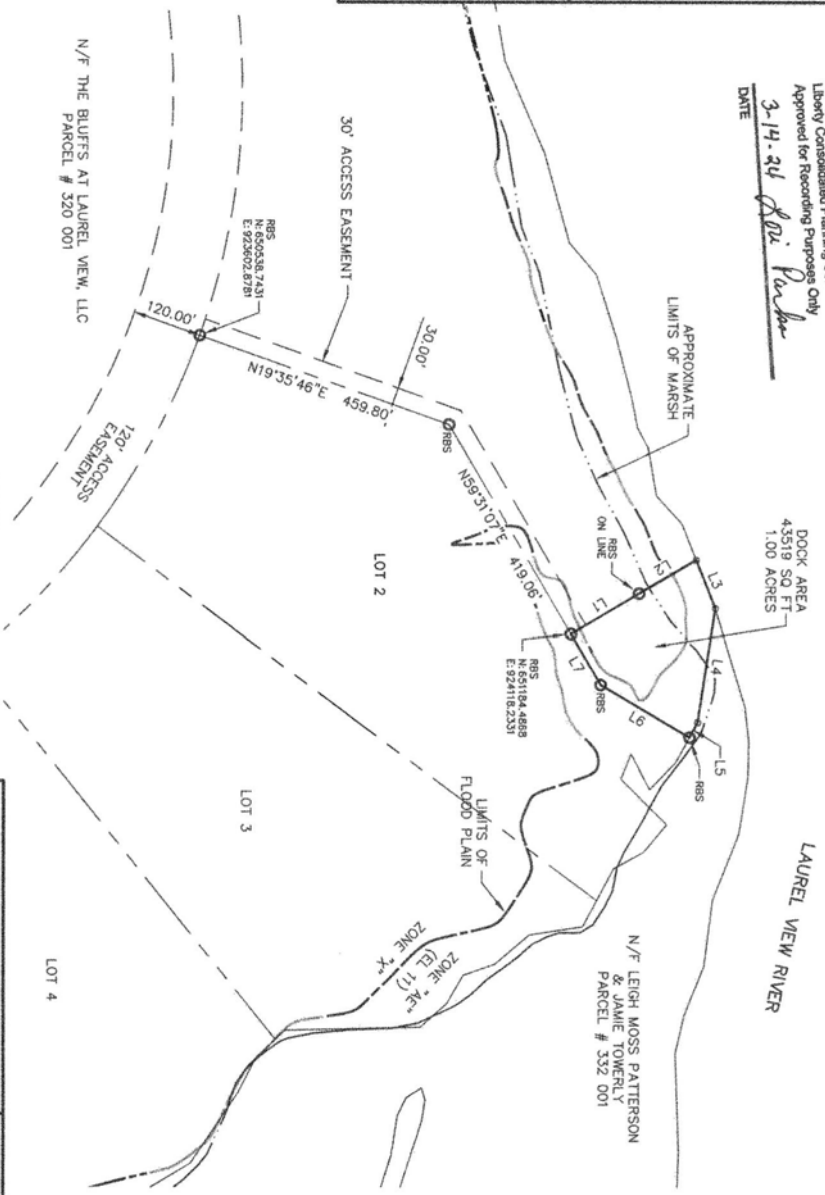 Approved for Recording Purposes Only
3-14-24
DATE
DOCK AREA
43519 SQ FT
1.00 ACRES
APPROXIMATE
LIMITS OF MARSH
LAUREL VIEW RIVER
L3
L2
L4
RBS
ON LINE
L1
L5
RBS
L6
L7
RBS
RBS
N: 651184.4868
E: 924118.2331
30' ACCESS EASEMENT
30.00'
N19°35'46"E 459.80'
RBS
N59°31'07"E 419.06'
RBS
N: 650538.7431
E: 923602.8781
120.00'
120' ACCESS
EASEMENT
N/F THE BLUFFS AT LAUREL VIEW, LLC
PARCEL # 320 001
N/F LEIGH MOSS PATTERSON
& JAMIE TOWERLY
PARCEL # 332 001
LIMITS OF
FLOOD PLAIN
ZONE "AE"
(EL 11)
ZONE "X"
LOT 2
LOT 3
LOT 4